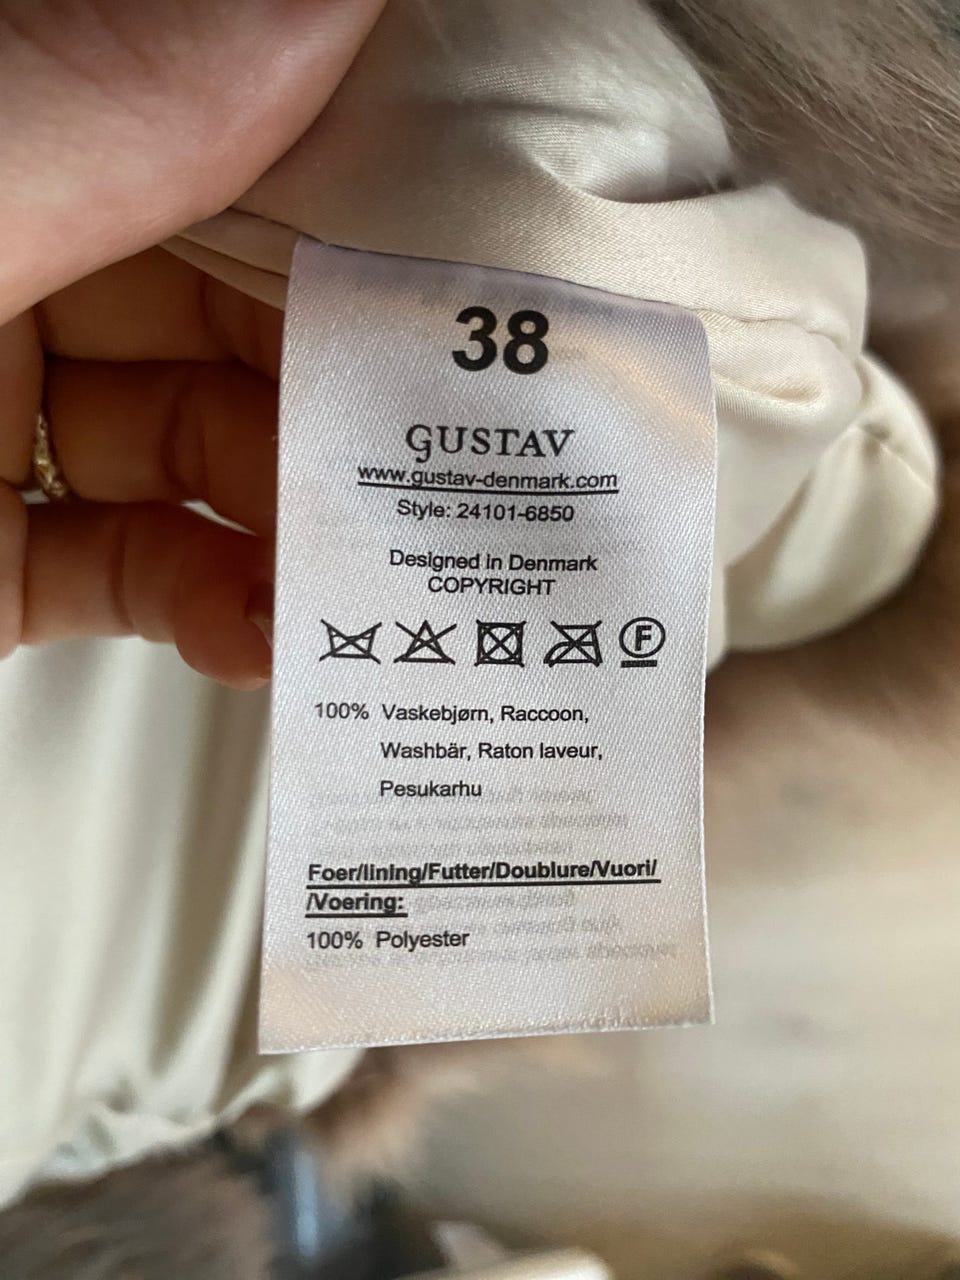 38
GUSTAV
www.gustav-denmark.com
Style: 24101-6850
Designed in Denmark
COPYRIGHT
F
100% Vaskebjørn, Raccoon,
Washbär, Raton laveur,
Pesukarhu
Foer/lining/Futter/Doublure/Vuori/
/Voering:
100% Polyester